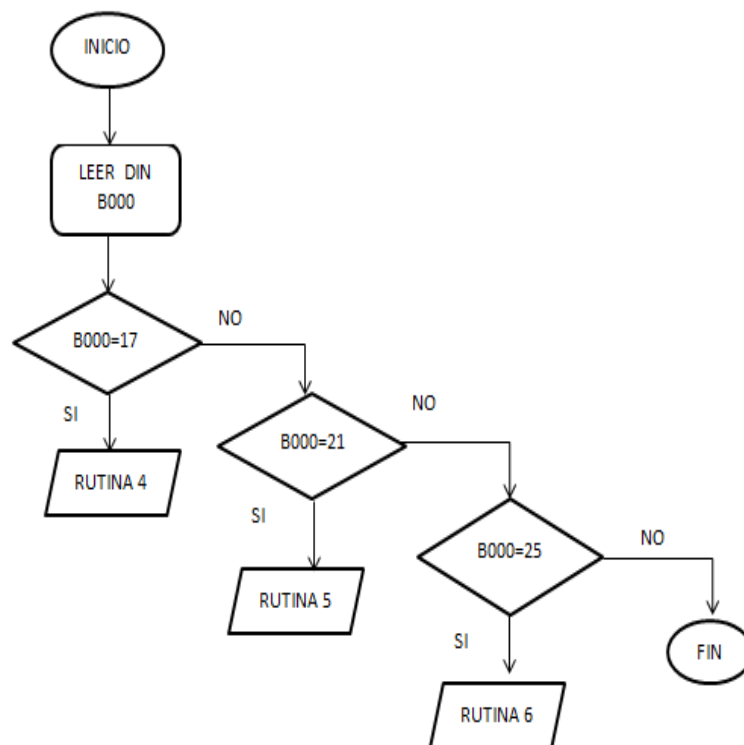 INICIO
LEER DIN
B000
B000=17
NO
SI
RUTINA 4
B000=21
NO
SI
RUTINA 5
B000=25
NO
SI
RUTINA 6
FIN